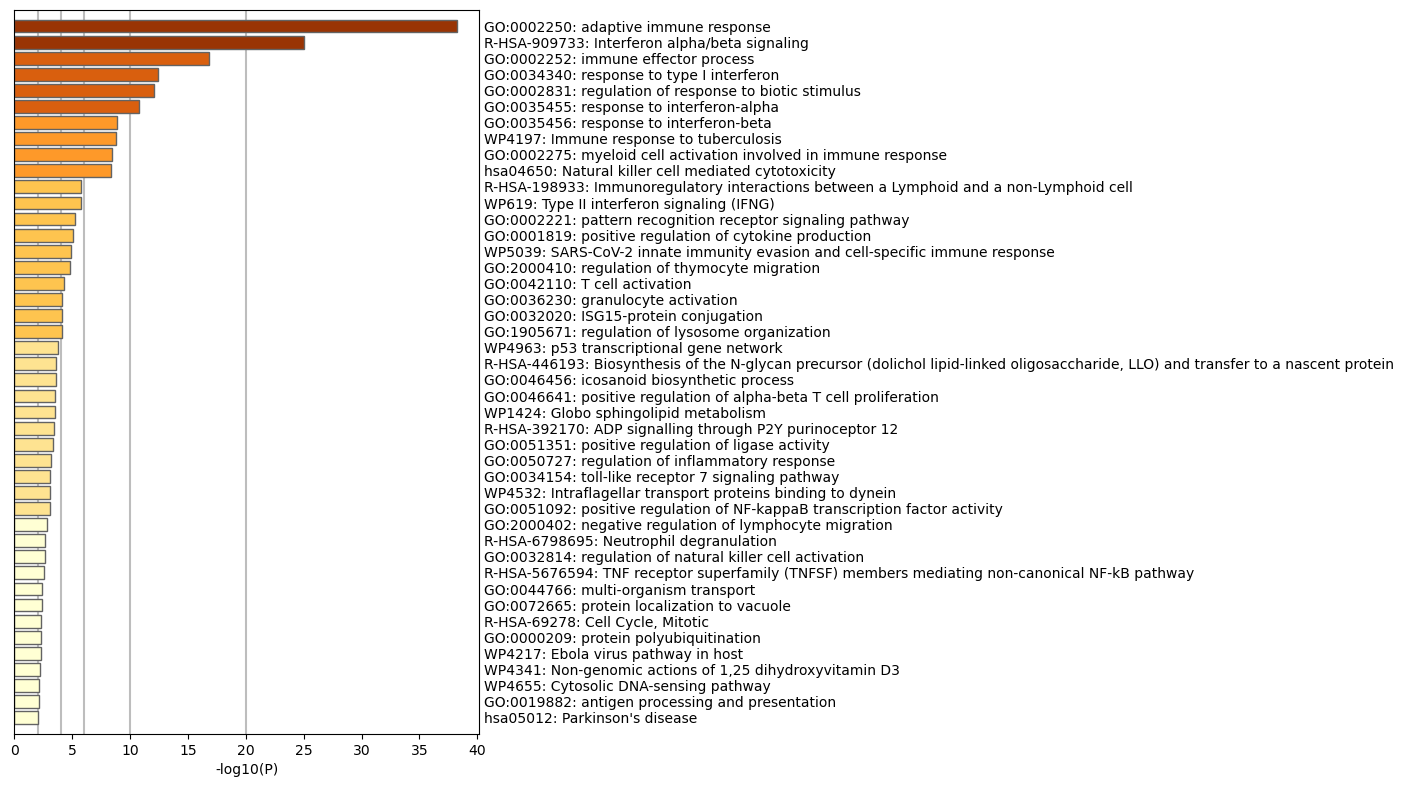 GO:0002250: adaptive immune response
R-HSA-909733: Interferon alpha/beta signaling
GO:0002252: immune effector process
GO:0034340: response to type I interferon
GO:0002831: regulation of response to biotic stimulus
GO:0035455: response to interferon-alpha
GO:0035456: response to interferon-beta
WP4197: Immune response to tuberculosis
GO:0002275: myeloid cell activation involved in immune response
hsa04650: Natural killer cell mediated cytotoxicity
R-HSA-198933: Immunoregulatory interactions between a Lymphoid and a non-Lymphoid cell
WP619: Type II interferon signaling (IFNG)
GO:0002221: pattern recognition receptor signaling pathway
GO:0001819: positive regulation of cytokine production
WP5039: SARS-CoV-2 innate immunity evasion and cell-specific immune response
GO:2000410: regulation of thymocyte migration
GO:0042110: T cell activation
GO:0036230: granulocyte activation
GO:0032020: ISG15-protein conjugation
GO:1905671: regulation of lysosome organization
WP4963: p53 transcriptional gene network
R-HSA-446193: Biosynthesis of the N-glycan precursor (dolichol lipid-linked oligosaccharide, LLO) and transfer to a nascent protein
GO:0046456: icosanoid biosynthetic process
GO:0046641: positive regulation of alpha-beta T cell proliferation
WP1424: Globo sphingolipid metabolism
R-HSA-392170: ADP signalling through P2Y purinoceptor 12
GO:0051351: positive regulation of ligase activity
GO:0050727: regulation of inflammatory response
GO:0034154: toll-like receptor 7 signaling pathway
WP4532: Intraflagellar transport proteins binding to dynein
GO:0051092: positive regulation of NF-kappaB transcription factor activity
GO:2000402: negative regulation of lymphocyte migration
R-HSA-6798695: Neutrophil degranulation
GO:0032814: regulation of natural killer cell activation
R-HSA-5676594: TNF receptor superfamily (TNFSF) members mediating non-canonical NF-kB pathway
GO:0044766: multi-organism transport
GO:0072665: protein localization to vacuole
R-HSA-69278: Cell Cycle, Mitotic
GO:0000209: protein polyubiquitination
WP4217: Ebola virus pathway in host
WP4341: Non-genomic actions of 1,25 dihydroxyvitamin D3
WP4655: Cytosolic DNA-sensing pathway
GO:0019882: antigen processing and presentation
hsa05012: Parkinson's disease
0 5 10 15 20 25 30 35 40
-log10(P)